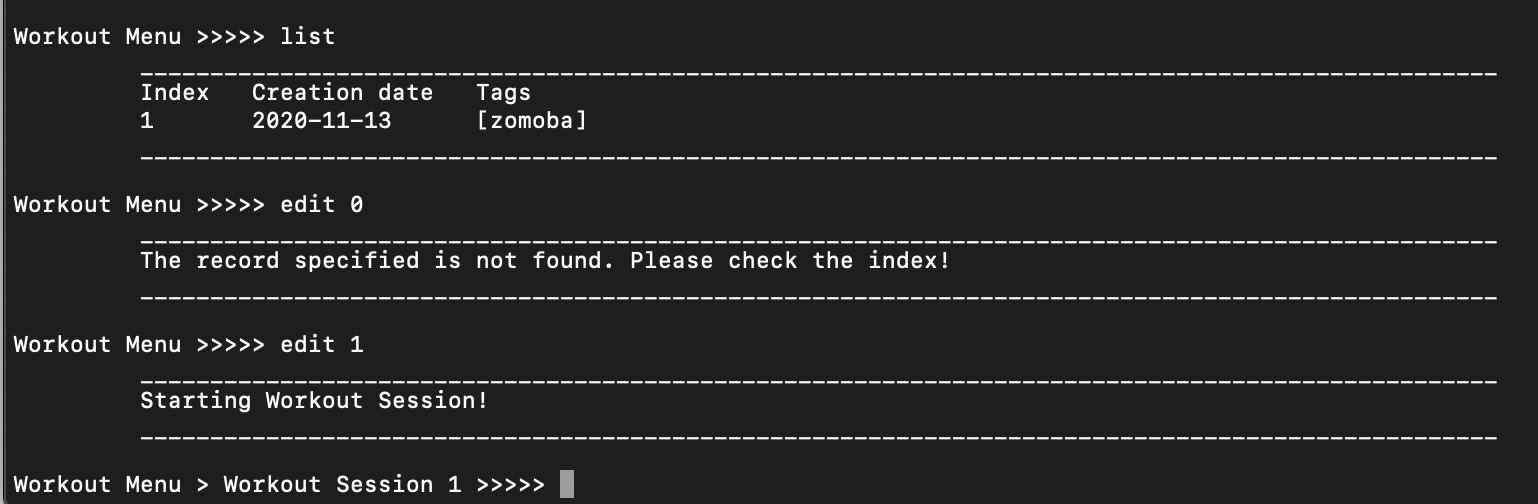 Workout Menu >>>>> list
Index   Creation date   Tags
1       2020-11-13      [zomoba]
Workout Menu >>>>> edit 0
The record specified is not found. Please check the index!
Workout Menu >>>>> edit 1
Starting Workout Session!
Workout Menu > Workout Session 1 >>>>>